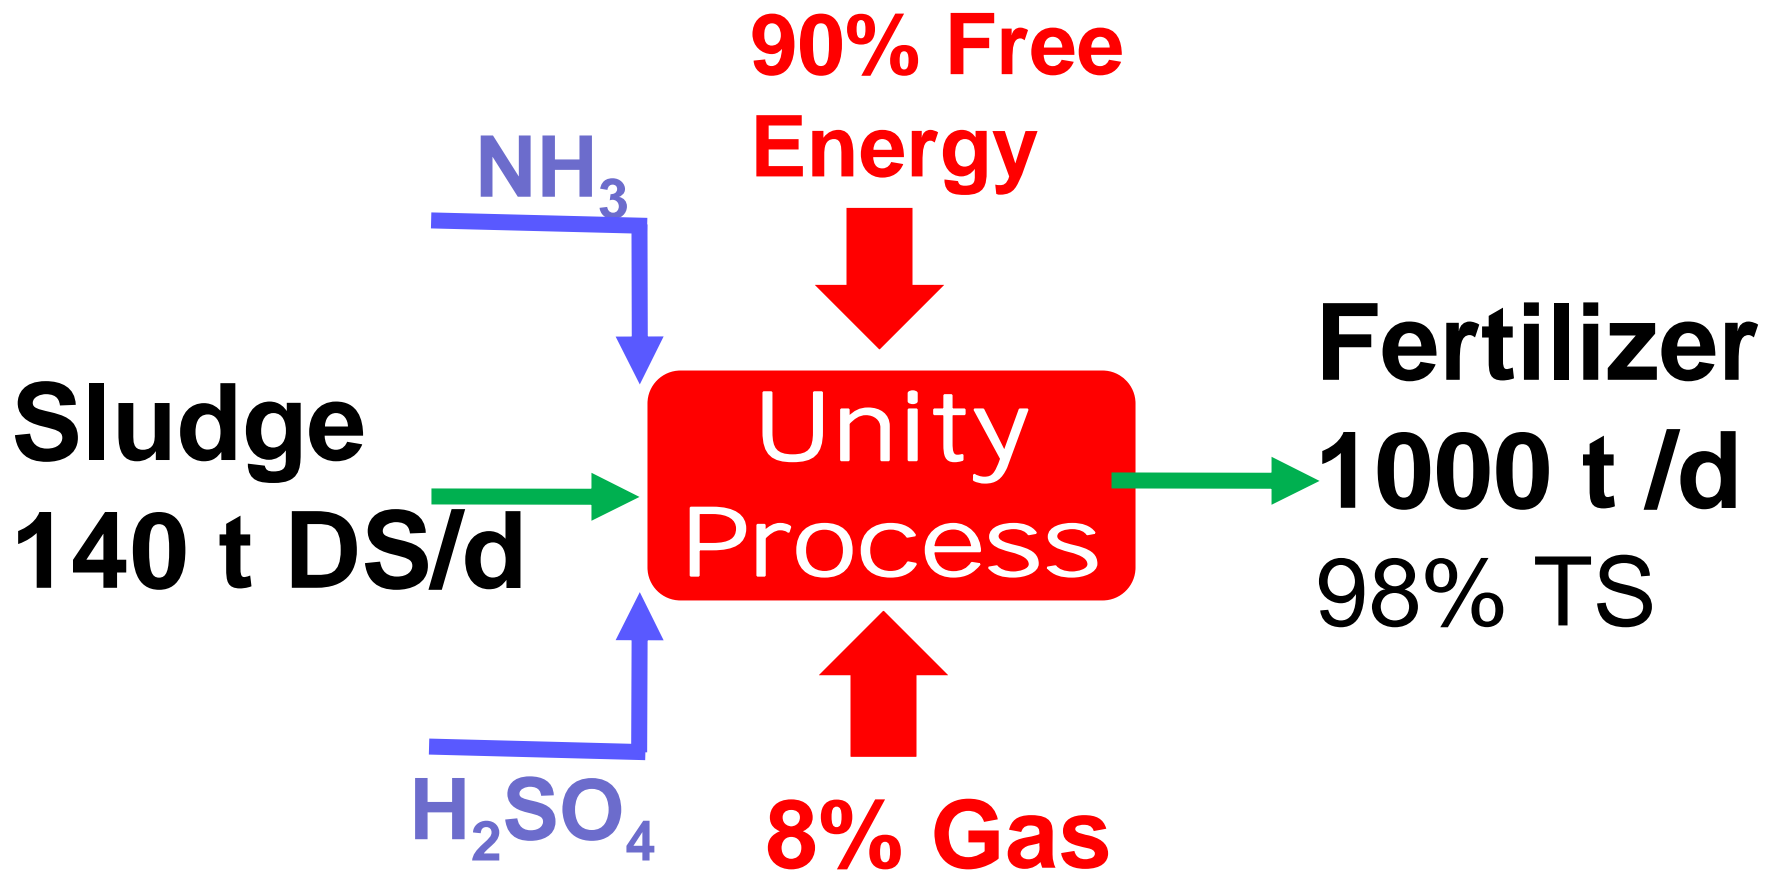 90% Free
Energy
NH₃
Sludge
140 t DS/d
Unity
Process
Fertilizer
1000 t /d
98% TS
H₂SO₄
8% Gas